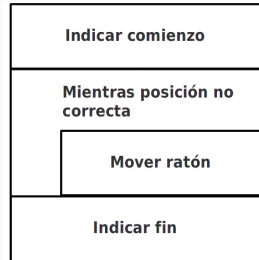 Indicar comienzo
Mientras posición no
correcta
Mover ratón
Indicar fin